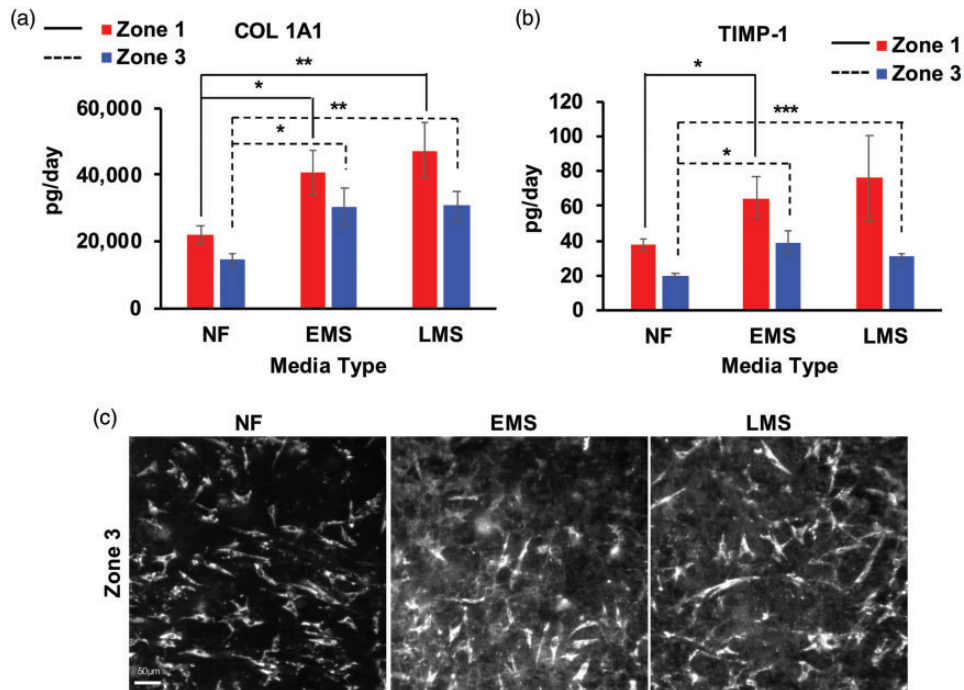 (a)
COL 1A1
Zone 1
Zone 3
**
*
**
*
60,000
40,000
20,000
0
pg/day
NF EMS LMS
Media Type
(b)
TIMP-1
Zone 1
Zone 3
*
***
*
120
100
80
60
40
20
0
pg/day
NF EMS LMS
Media Type
(c)
NF EMS LMS
Zone 3
50µm